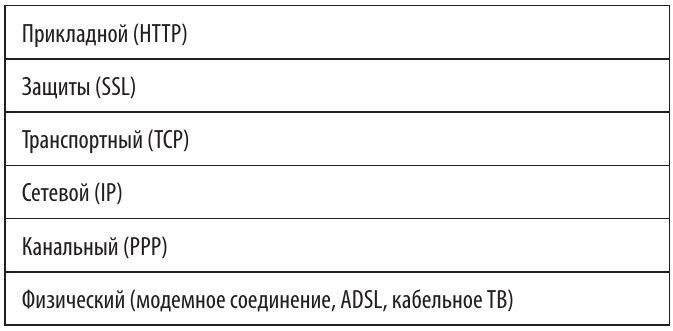 Прикладной (HTTP)
Защиты (SSL)
Транспортный (TCP)
Сетевой (IP)
Канальный (PPP)
Физический (модемное соединение, ADSL, кабельное ТВ)